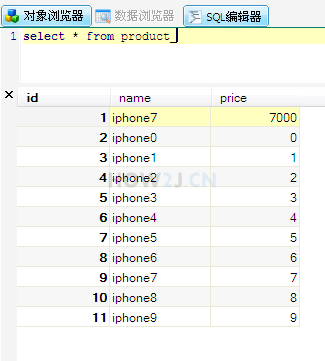 对象浏览器 数据浏览器 SQL编辑器
1 select * from product_
id name price
1 iphone7 7000
2 iphone0 0
3 iphone1 1
4 iphone2 2
5 iphone3 3
6 iphone4 4
7 iphone5 5
8 iphone6 6
9 iphone7 7
10 iphone8 8
11 iphone9 9
HOW2J.CN